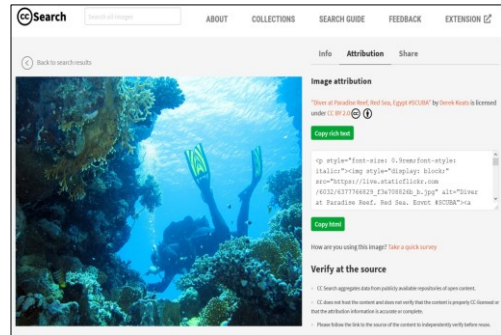 cc Search
Search all images
ABOUT
COLLECTIONS
SEARCH GUIDE
FEEDBACK
EXTENSION
Back to search results
Info
Attribution
Share
Image attribution
"Diver at Paradise Reef, Red Sea, Egypt #SCUBA" by Derek Keats is licensed
under CC BY 2.0
Copy rich text
<p style="font-size: 0.9rem;font-style:
italic;"><img style="display: block;"
src="https://live.staticflickr.com
alt="Diver
at Paradise Reef, Red Sea, Egypt #SCUBA"><a
Copy html
How are you using this image? Take a quick survey
Verify at the source
CC Search aggregates data from publicly available repositories of open content.
CC does not host the content and does not verify that the content is properly CC licensed or
that the attribution information is accurate or complete.
Please follow the link to the source of the content to independently verify before reuse.